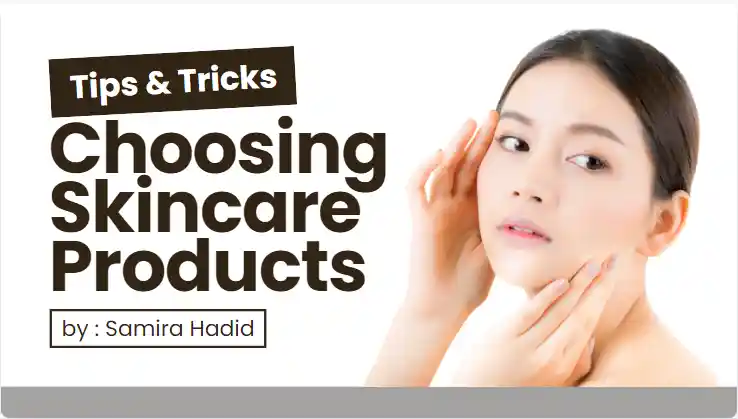 Tips & Tricks
Choosing
Skincare
Products
by : Samira Hadid